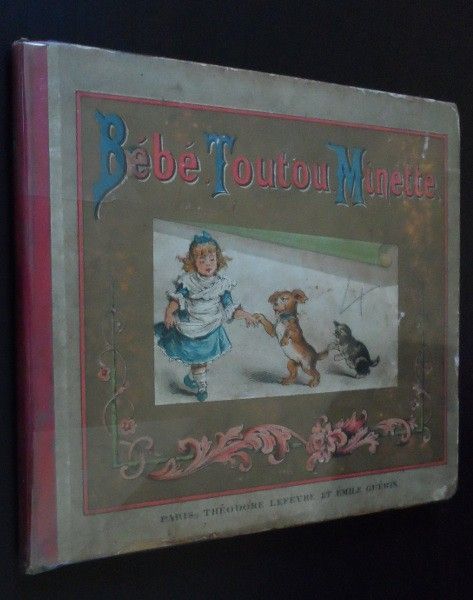 Bébé. Toutou Minette.
PARIS, THÉODORE LEFÈVRE ET ÉMILE GUÉRIN.